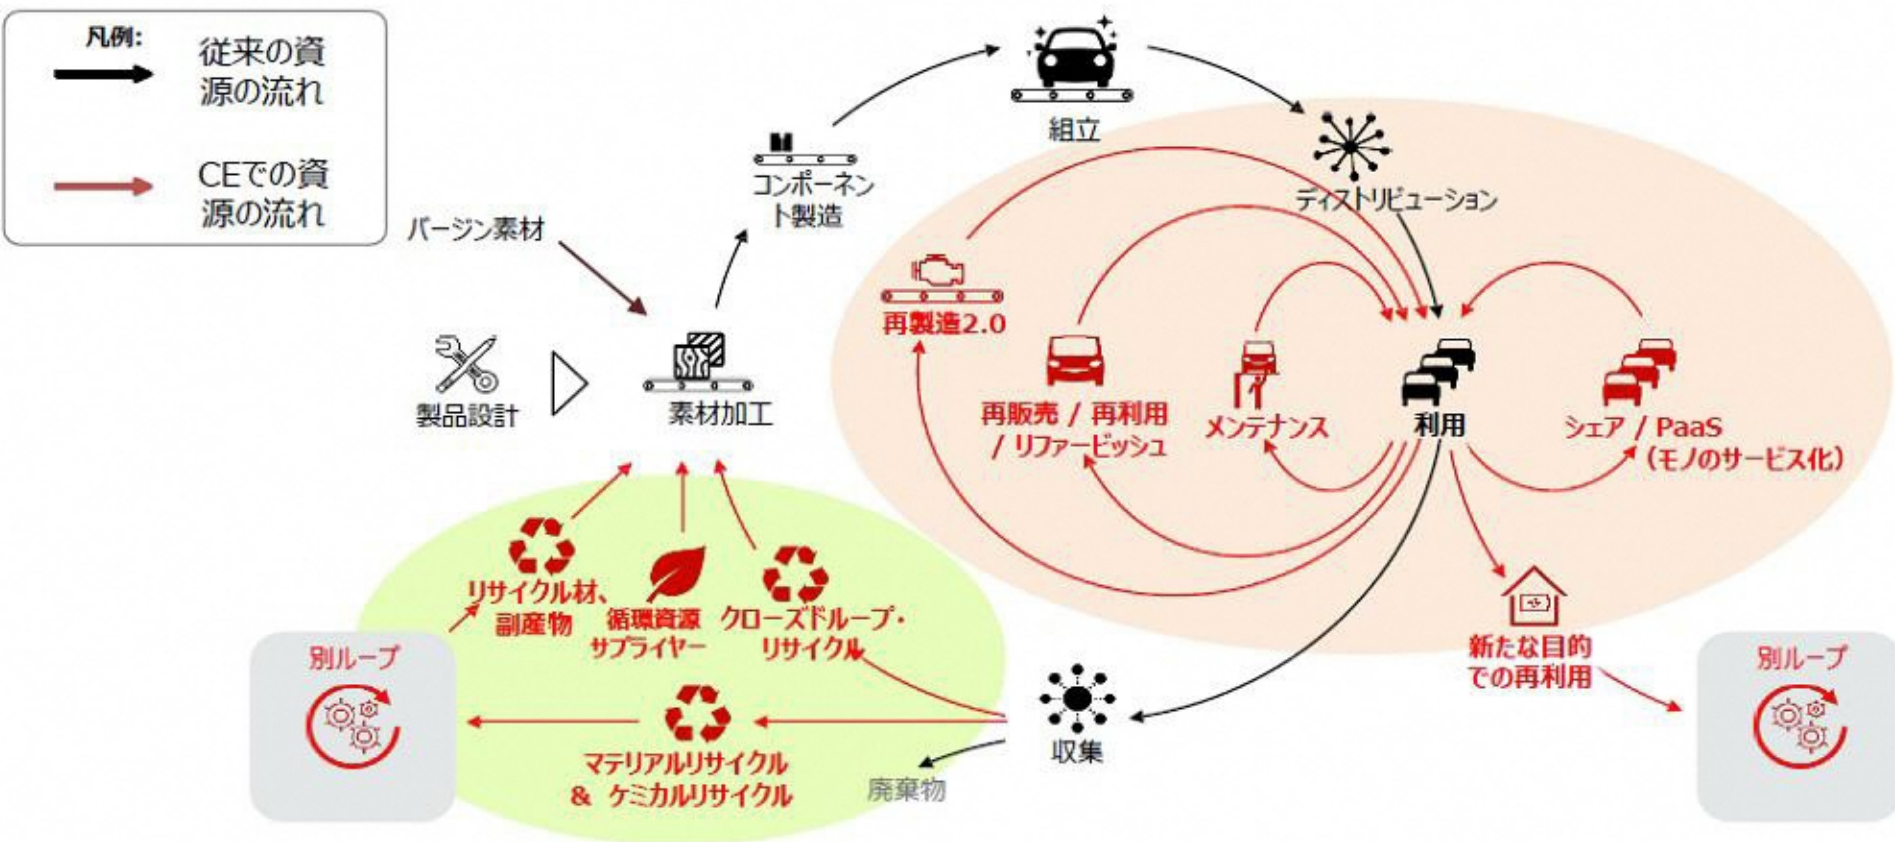 凡例:
従来の資
源の流れ
CEでの資
源の流れ
組立
コンポーネン
ト製造
ディストリビューション
バージン素材
再製造2.0
製品設計
素材加工
再販売 / 再利用
/ リファービッシュ
メンテナンス
利用
シェア / PaaS
（モノのサービス化）
リサイクル材、
副産物
循環資源
サプライヤー
クローズドループ・
リサイクル
新たな目的
での再利用
別ループ
別ループ
収集
マテリアルリサイクル
& ケミカルリサイクル
廃棄物